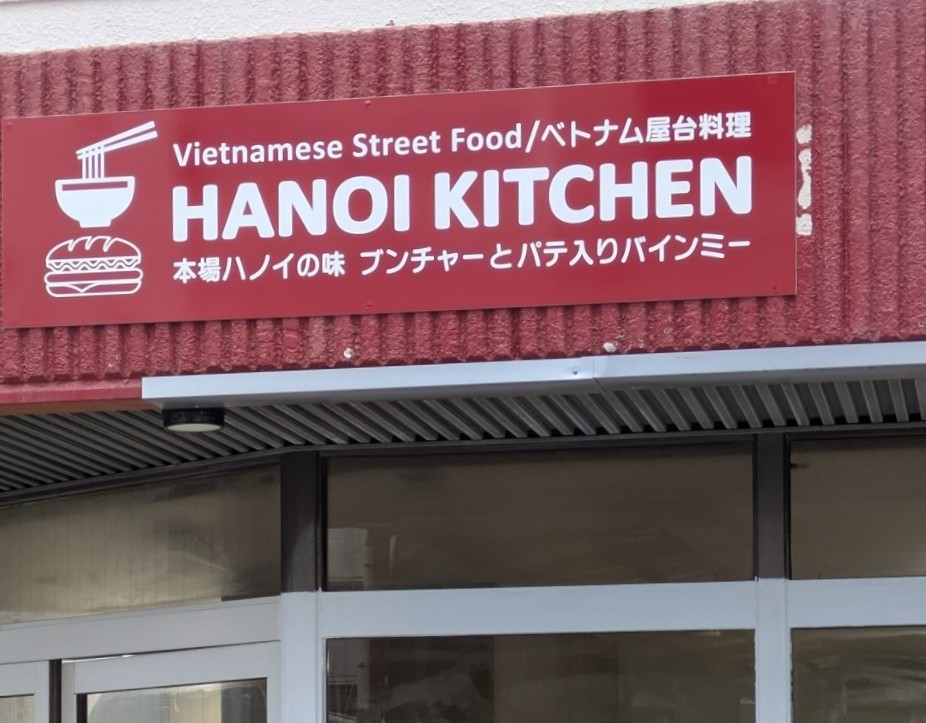 Vietnamese Street Food/ベトナム屋台料理
HANOI KITCHEN
本場ハノイの味 ブンチャーとパテ入りバインミー